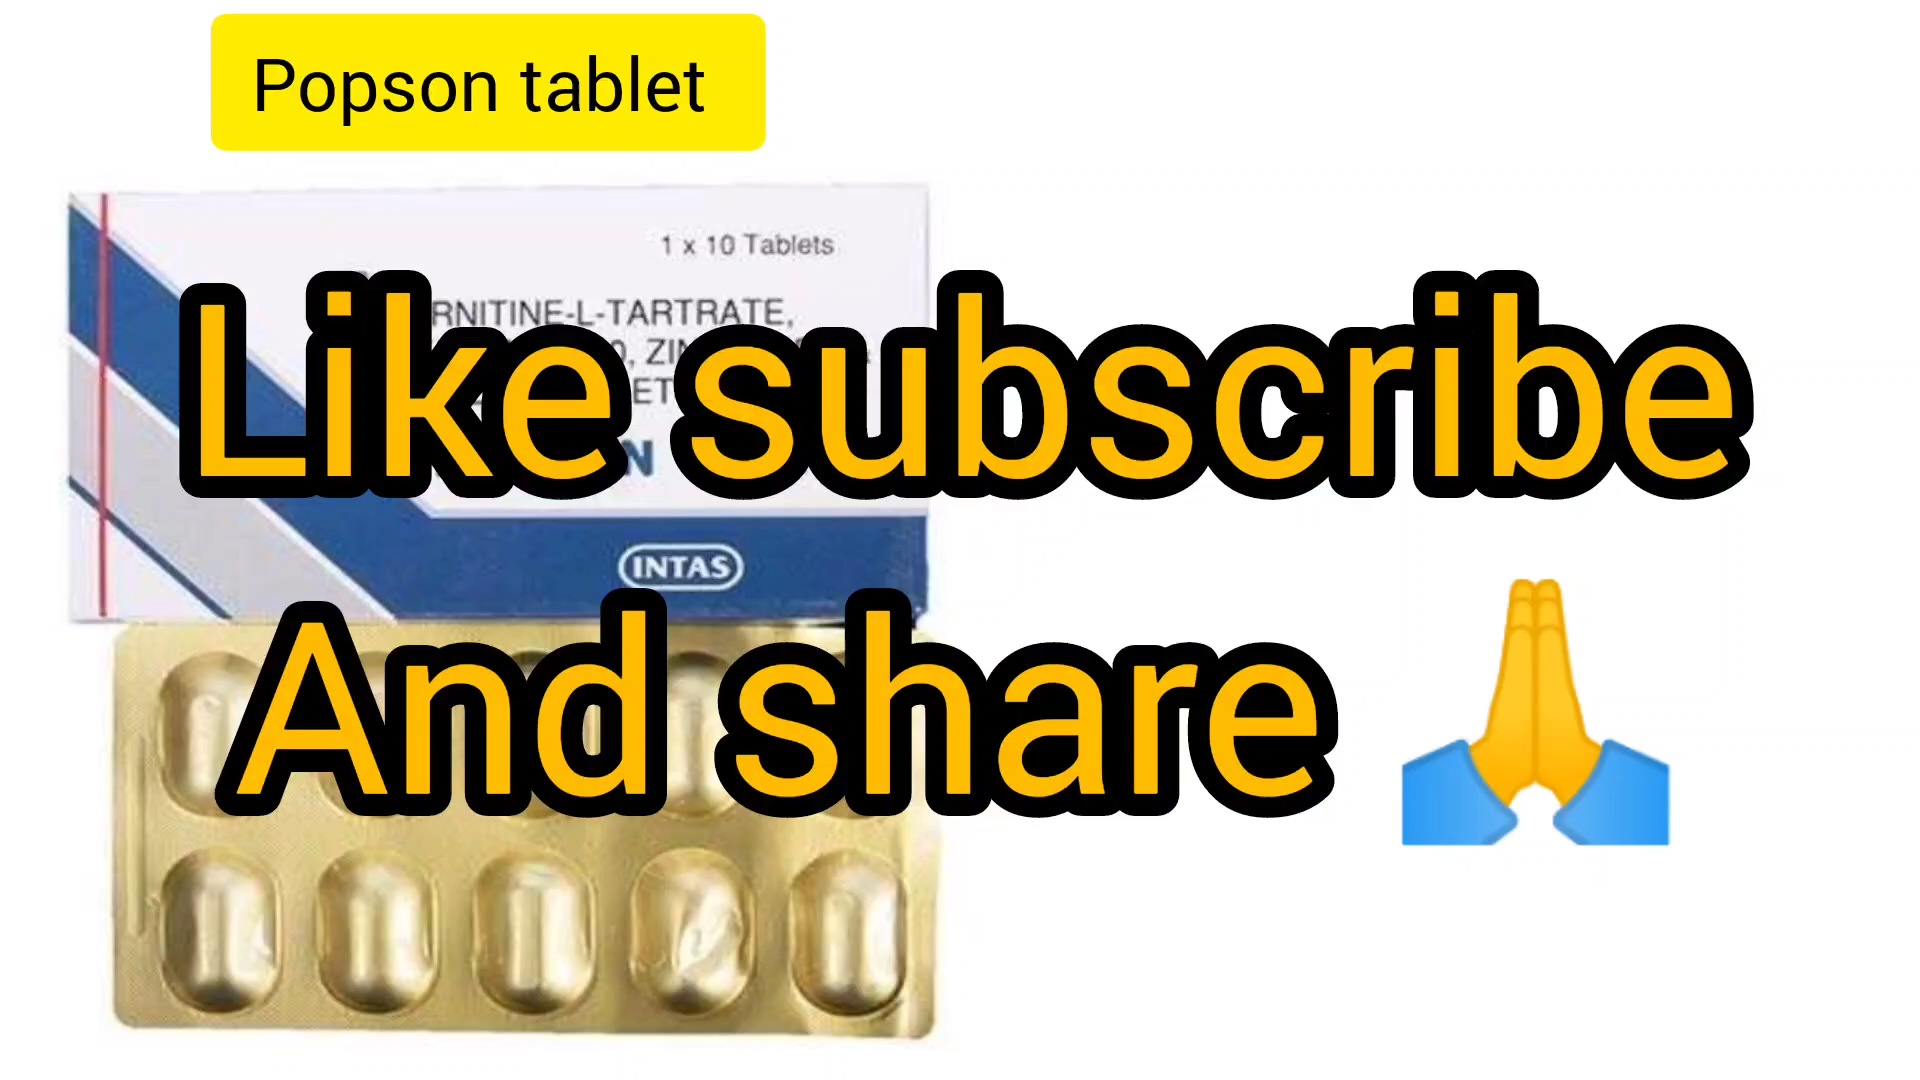 Popson tablet
1 x 10 Tablets
RNITINE-L-TARTRATE,
Like subscribe
INTAS
And share 🙏